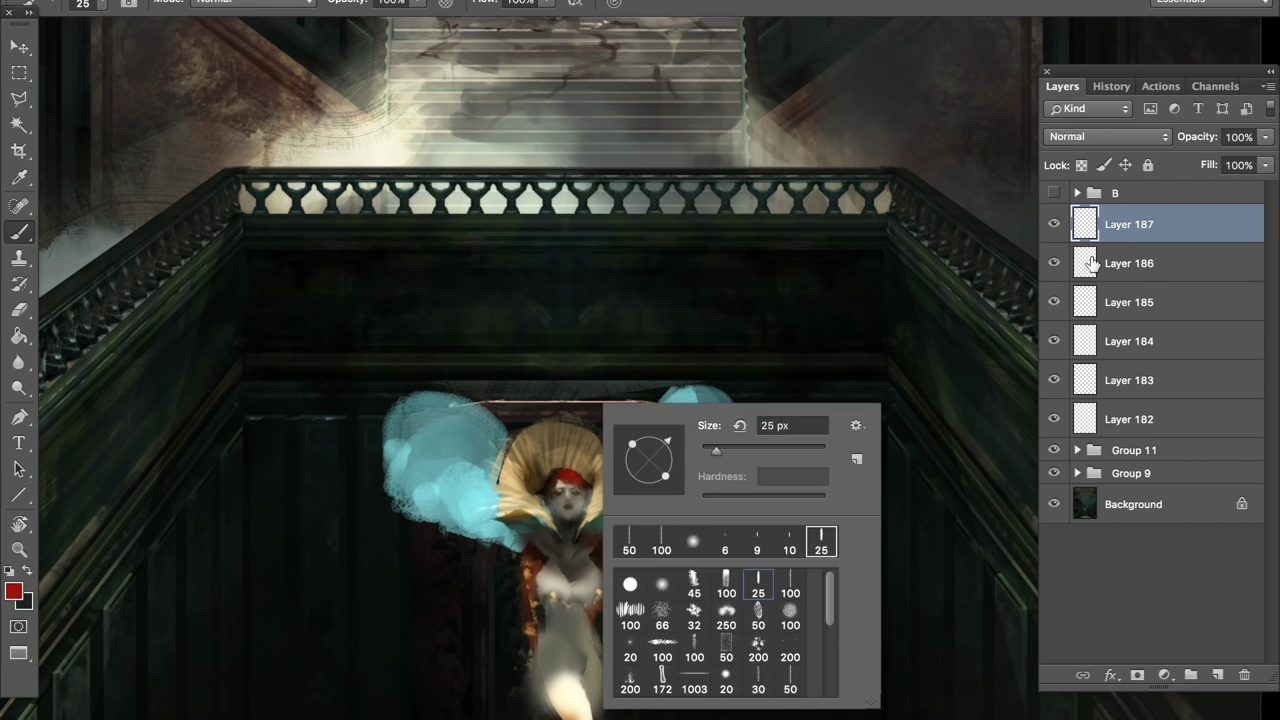 25
Mode:
Normal
Opacity:
100%
Flow:
100%
Essentials
Layers
History
Actions
Channels
Kind
Normal
Opacity:
100%
Lock:
Fill:
100%
B
Layer 187
Layer 186
Layer 185
Layer 184
Layer 183
Layer 182
Group 11
Group 9
Background
fx
T
Size:
25 px
Hardness:
50 100 6 9 10 25
45 100 25 100
100 66 32 250 50 100
20 100 100 50 200 200
200 172 1003 20 30 50